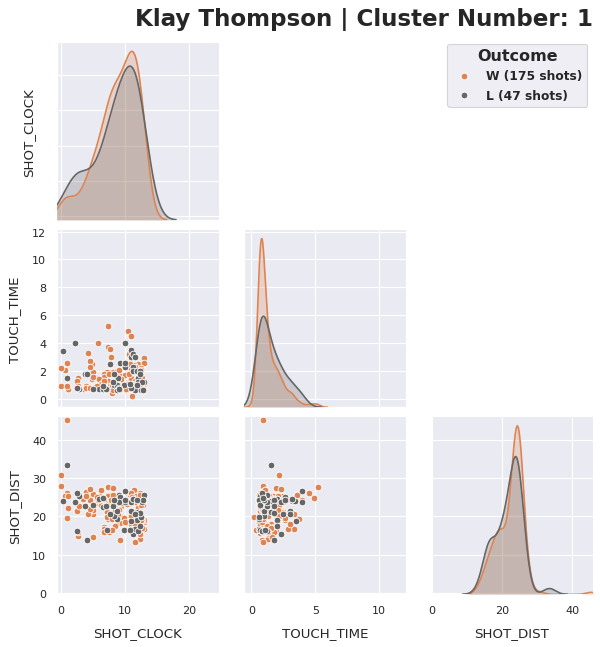 Klay Thompson | Cluster Number: 1
Outcome
W (175 shots)
L (47 shots)
SHOT_CLOCK
12
10
8
6
4
2
0
TOUCH_TIME
40
30
20
10
0
SHOT_DIST
0 10 20
0 5 10
0 20 40
SHOT_CLOCK
TOUCH_TIME
SHOT_DIST